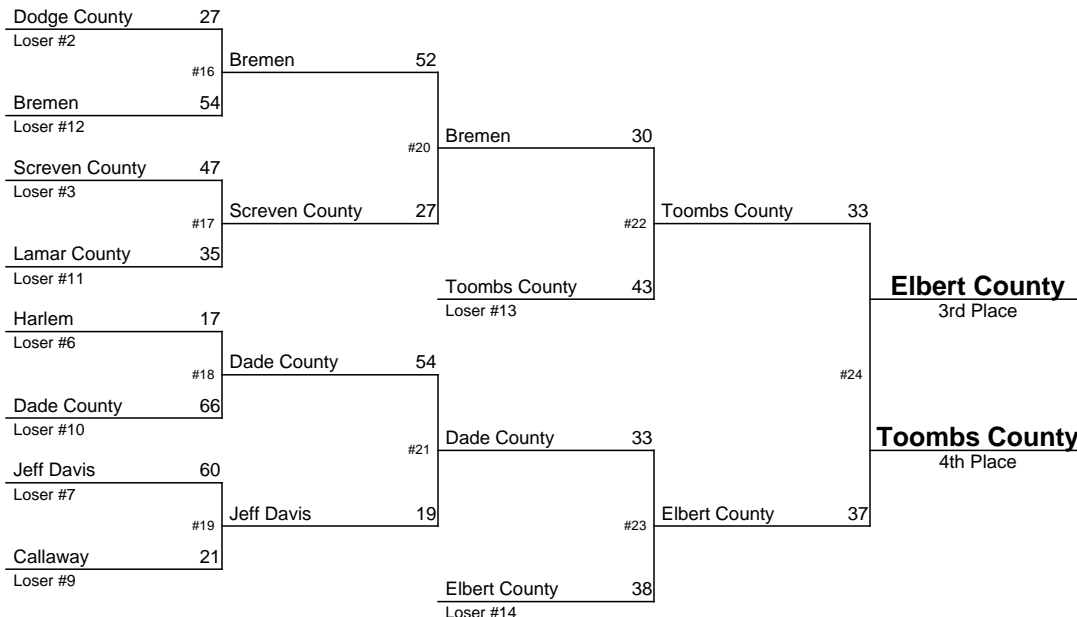 Dodge County 27
Loser #2
#16
Bremen 52
Bremen 54
Loser #12
#20
Bremen 30
Screven County 47
Loser #3
#17
Screven County 27
#22
Toombs County 33
Lamar County 35
Loser #11
Toombs County 43
Loser #13
Elbert County
3rd Place
Harlem 17
Loser #6
#18
Dade County 54
#24
Dade County 66
Loser #10
#21
Dade County 33
Toombs County
4th Place
Jeff Davis 60
Loser #7
#19
Jeff Davis 19
#23
Elbert County 37
Callaway 21
Loser #9
Elbert County 38
Loser #14